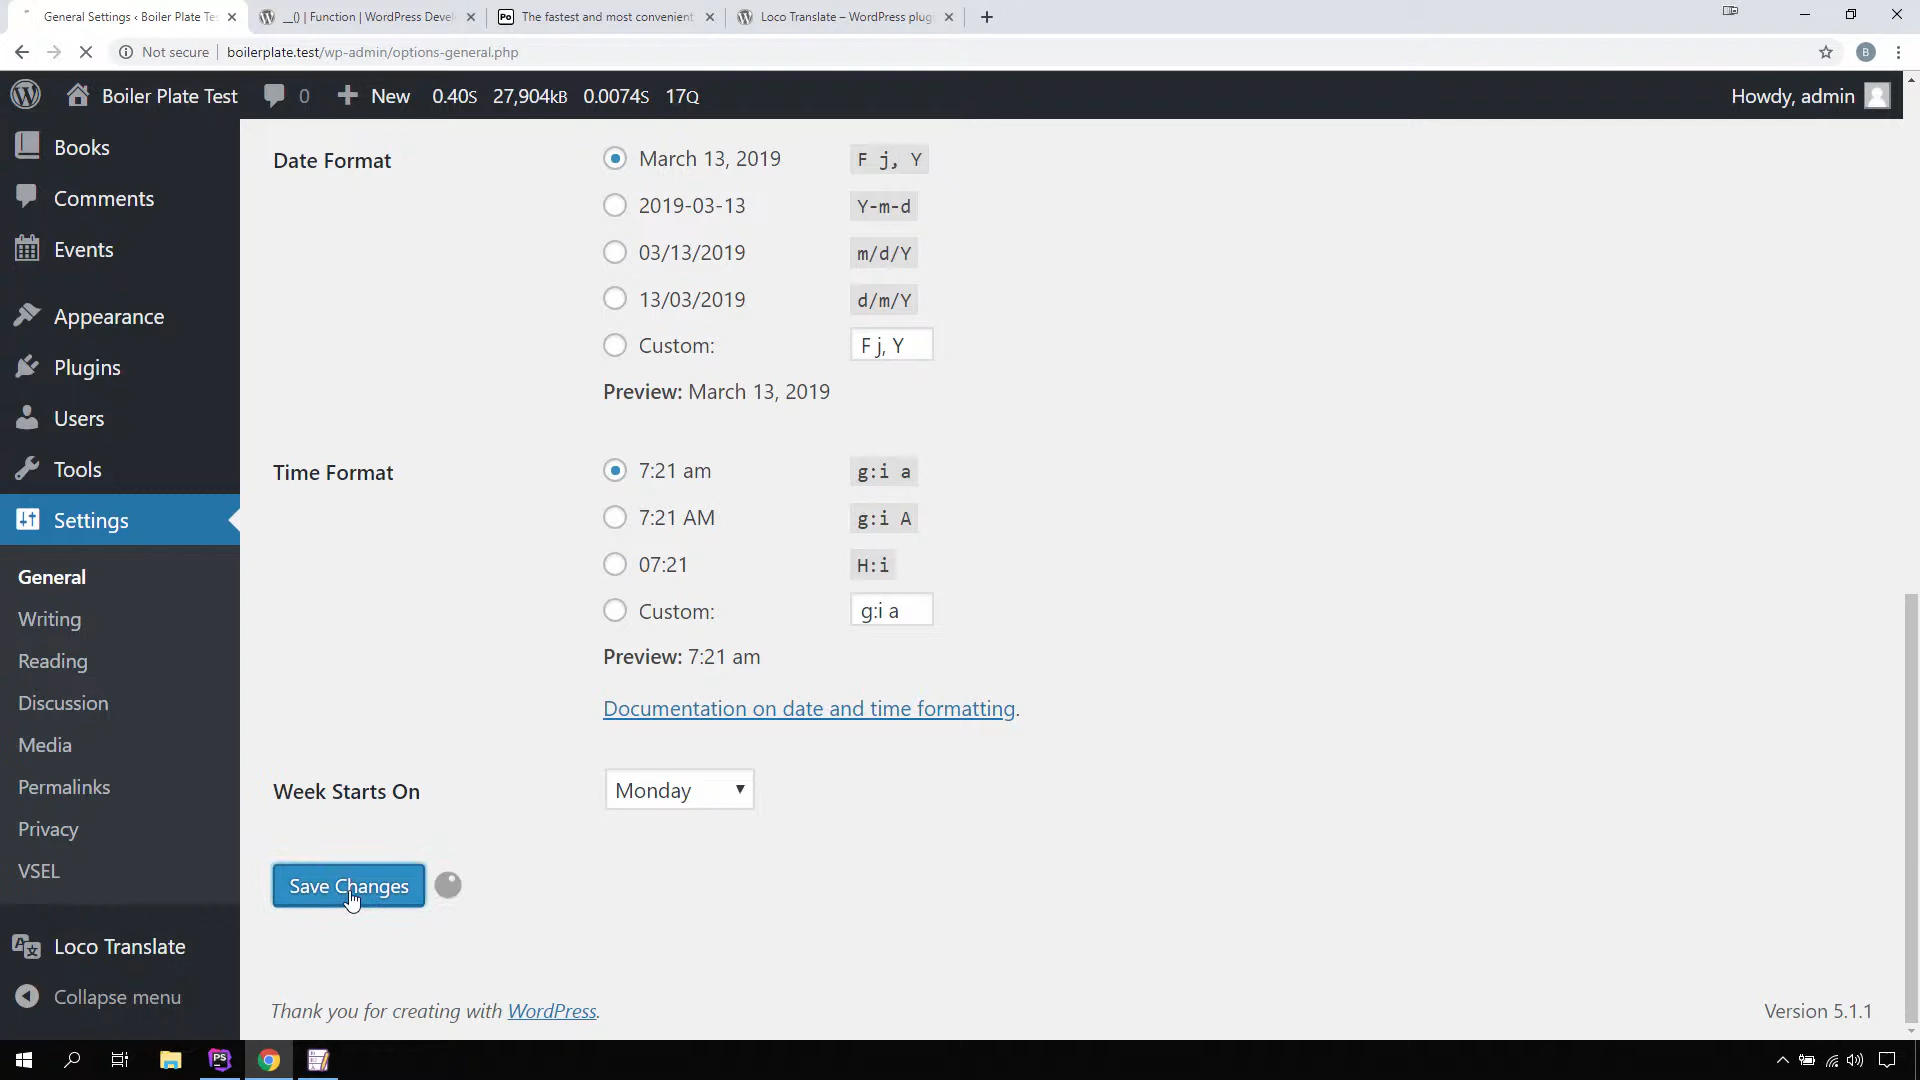 General Settings ‹ Boiler Plate Te
__() | Function | WordPress Devel
Po The fastest and most convenient
Loco Translate – WordPress plug
Not secure | boilerplate.test/wp-admin/options-general.php
B
Boiler Plate Test
0
New
0.40S 27,904kB 0.0074S 17Q
Howdy, admin
Books
Comments
Events
Appearance
Plugins
Users
Tools
Settings
General
Writing
Reading
Discussion
Media
Permalinks
Privacy
VSEL
Loco Translate
Collapse menu
Date Format
March 13, 2019 F j, Y
2019-03-13 Y-m-d
03/13/2019 m/d/Y
13/03/2019 d/m/Y
Custom: F j, Y
Preview: March 13, 2019
Time Format
7:21 am g:i a
7:21 AM g:i A
07:21 H:i
Custom: g:i a
Preview: 7:21 am
Documentation on date and time formatting.
Week Starts On Monday
Save Changes
Thank you for creating with WordPress.
Version 5.1.1
PS